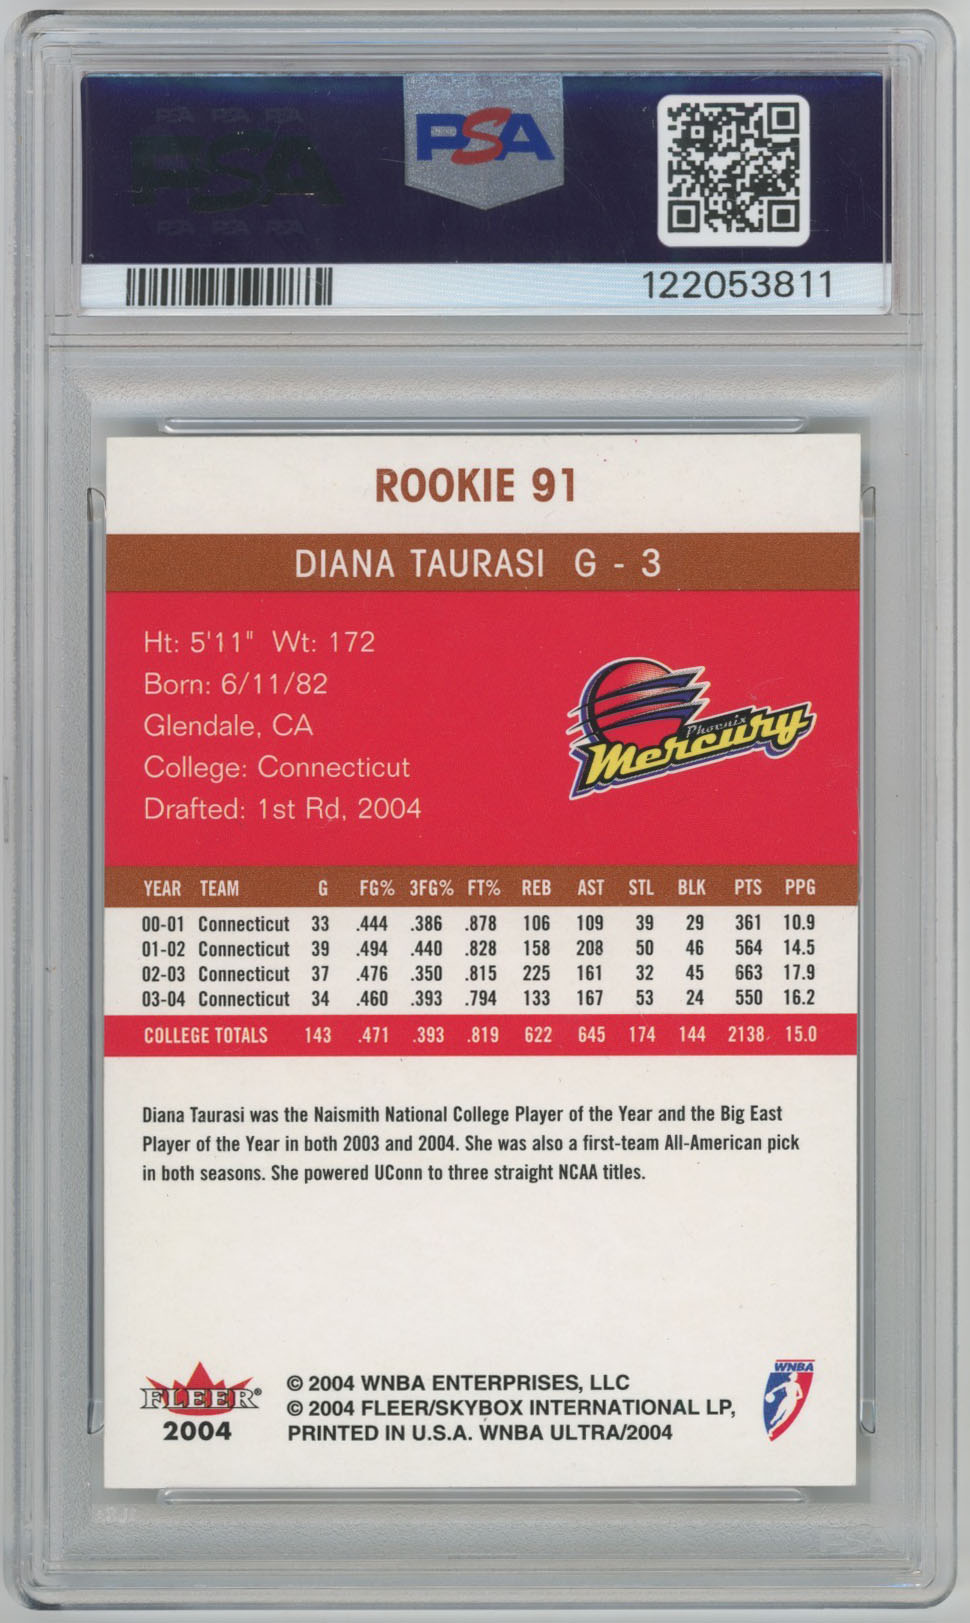 PSA PSA PSA
PSA
PSA PSA PSA
PSA
122053811
ROOKIE 91
DIANA TAURASI G - 3
Ht: 5'11" Wt: 172
Born: 6/11/82
Glendale, CA
College: Connecticut
Drafted: 1st Rd, 2004
Phoenix
Mercury
YEAR TEAM G FG% 3FG% FT% REB AST STL BLK PTS PPG
00-01 Connecticut 33 .444 .386 .878 106 109 39 29 361 10.9
01-02 Connecticut 39 .494 .440 .828 158 208 50 46 564 14.5
02-03 Connecticut 37 .476 .350 .815 225 161 32 45 663 17.9
03-04 Connecticut 34 .460 .393 .794 133 167 53 24 550 16.2
COLLEGE TOTALS 143 .471 .393 .819 622 645 174 144 2138 15.0
Diana Taurasi was the Naismith National College Player of the Year and the Big East
Player of the Year in both 2003 and 2004. She was also a first-team All-American pick
in both seasons. She powered UConn to three straight NCAA titles.
FLEER®
2004
© 2004 WNBA ENTERPRISES, LLC
© 2004 FLEER/SKYBOX INTERNATIONAL LP,
PRINTED IN U.S.A. WNBA ULTRA/2004
WNBA
PSA